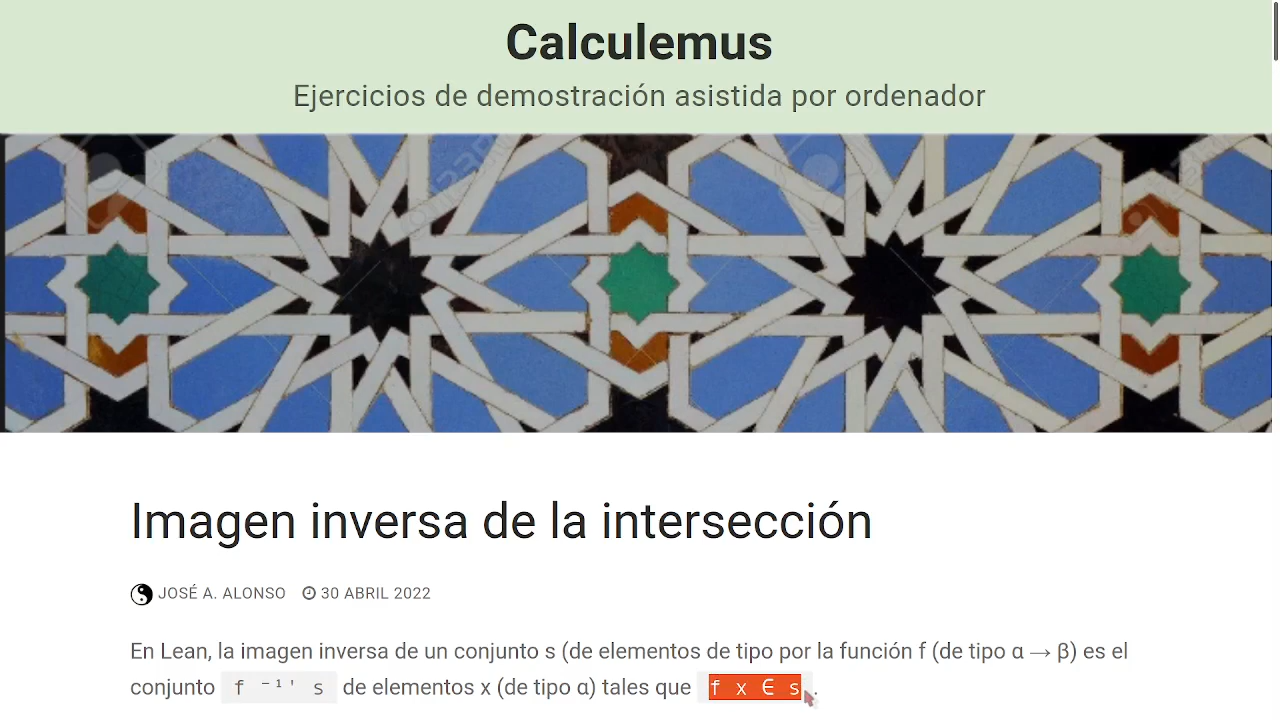 Calculemus
Ejercicios de demostración asistida por ordenador
Imagen inversa de la intersección
JOSÉ A. ALONSO 30 ABRIL 2022
En Lean, la imagen inversa de un conjunto s (de elementos de tipo por la función f (de tipo α → β) es el
conjunto f ⁻¹' s de elementos x (de tipo α) tales que f x ∈ s.